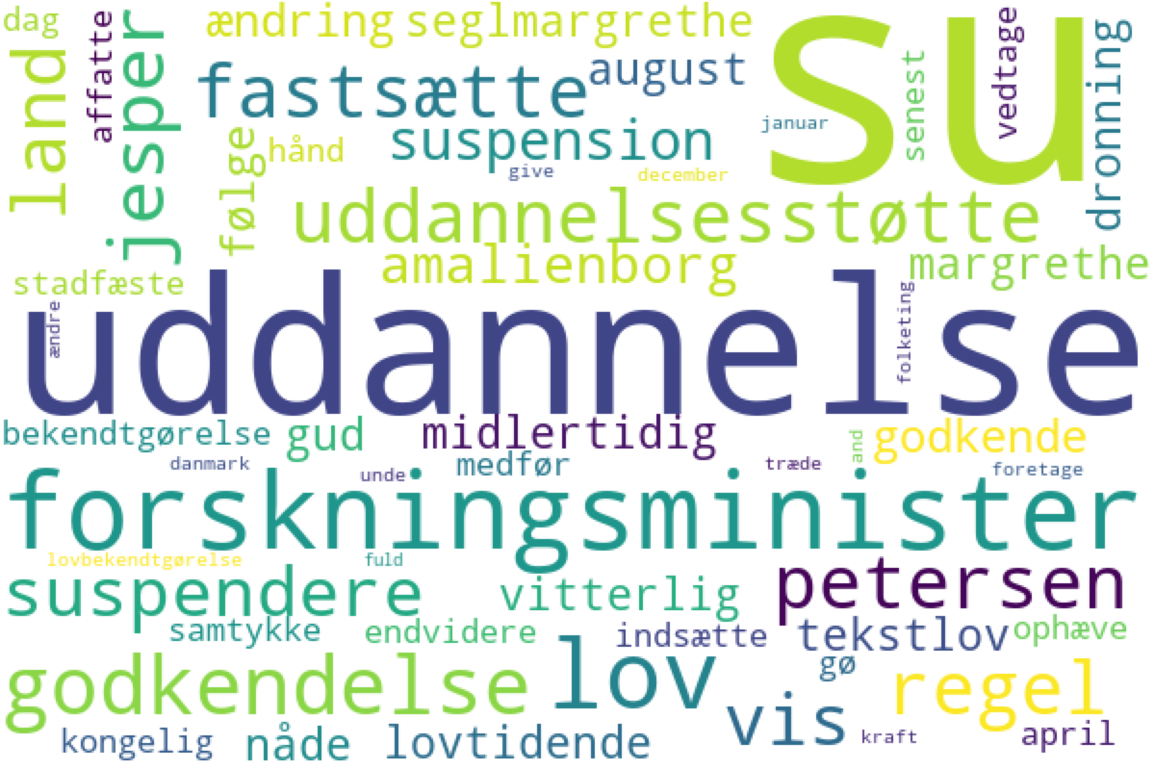 dag
affatte
land
jesper
ændring
seglmargrethe
su
fastsætte
august
januar
senest
vedtage
dronning
følge
hånd
suspension
give
december
uddannelsesstøtte
stadfæste
amalienborg
margrethe
uddannelse
ændre
folketing
bekendtgørelse
gud
midlertidig
and
godkende
danmark
unde
medfør
træde
foretage
forskningsminister
lovbekendtgørelse
fuld
suspendere
vitterlig
petersen
samtykke
endvidere
indsætte
tekstlov
ophæve
godkendelse
lov
gø
regel
vis
kongelig
nåde
lovtidende
kraft
april